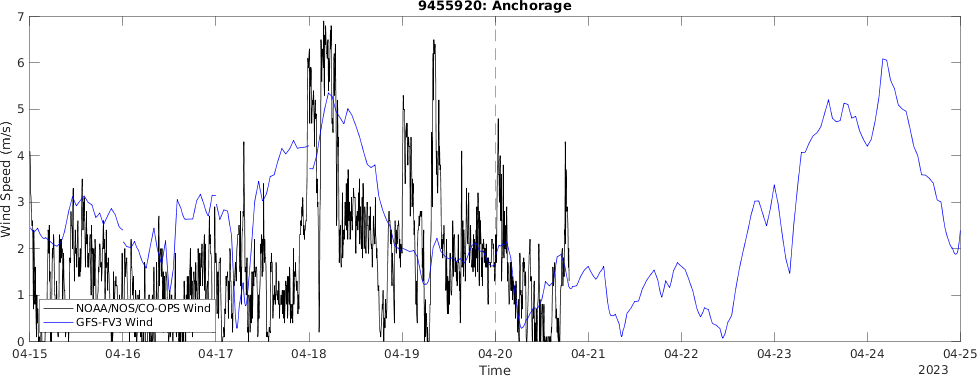 9455920: Anchorage
7
6
5
4
3
2
1
0
Wind Speed (m/s)
NOAA/NOS/CO-OPS Wind
GFS-FV3 Wind
04-15 04-16 04-17 04-18 04-19 04-20 04-21 04-22 04-23 04-24 04-25
Time
2023